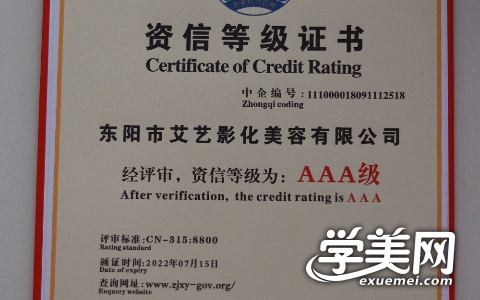 资信等级证书
Certificate of Credit Rating
中企编号: 111000018091112518
Zhongqi coding
东阳市艾艺影化美容有限公司
经评审，资信等级为: AAA级
After verification, the credit rating is A A A
评审标准: CN-315:8800
Rating standard
颁证时间: 2022年07月15日
Date of expiry
查询网址: www.zjxy-gov.org/
Enquery website
学美网
exuemei.com